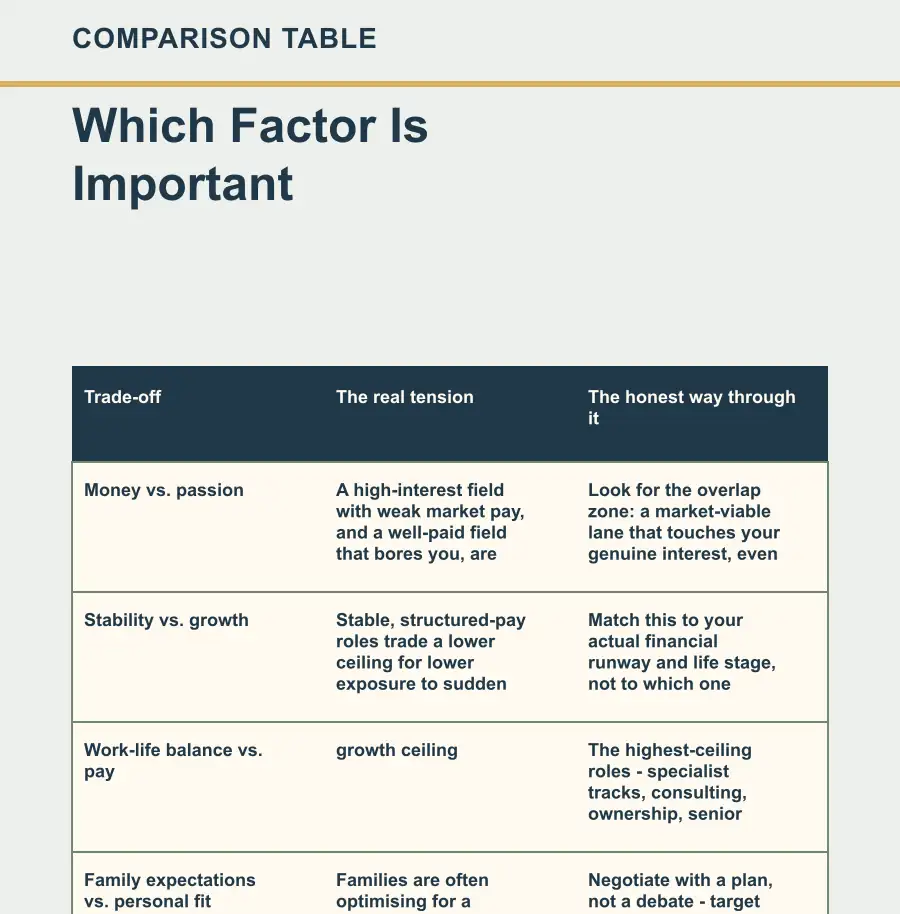 COMPARISON TABLE
Which Factor Is
Important
Trade-off
The real tension
The honest way through
it
Money vs. passion
A high-interest field
with weak market pay,
and a well-paid field
that bores you, are
Look for the overlap
zone: a market-viable
lane that touches your
genuine interest, even
Stability vs. growth
Stable, structured-pay
roles trade a lower
ceiling for lower
exposure to sudden
Match this to your
actual financial
runway and life stage,
not to which one
Work-life balance vs.
pay
growth ceiling
The highest-ceiling
roles - specialist
tracks, consulting,
ownership, senior
Family expectations
vs. personal fit
Families are often
optimising for a
Negotiate with a plan,
not a debate - target